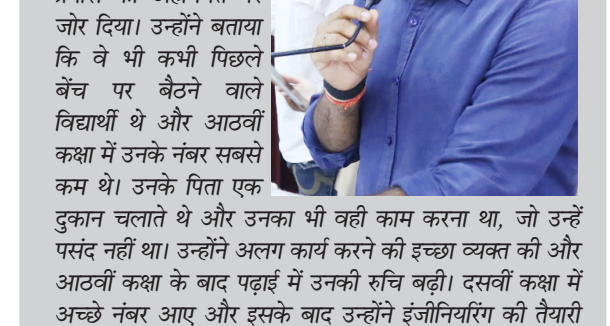 जोर दिया। उन्होंने बताया
कि वे भी कभी पिछले
बेंच पर बैठने वाले
विद्यार्थी थे और आठवीं
कक्षा में उनके नंबर सबसे
कम थे। उनके पिता एक
दुकान चलाते थे और उनका भी वही काम करना था, जो उन्हें
पसंद नहीं था। उन्होंने अलग कार्य करने की इच्छा व्यक्त की और
आठवीं कक्षा के बाद पढ़ाई में उनकी रुचि बढ़ी। दसवीं कक्षा में
अच्छे नंबर आए और इसके बाद उन्होंने इंजीनियरिंग की तैयारी